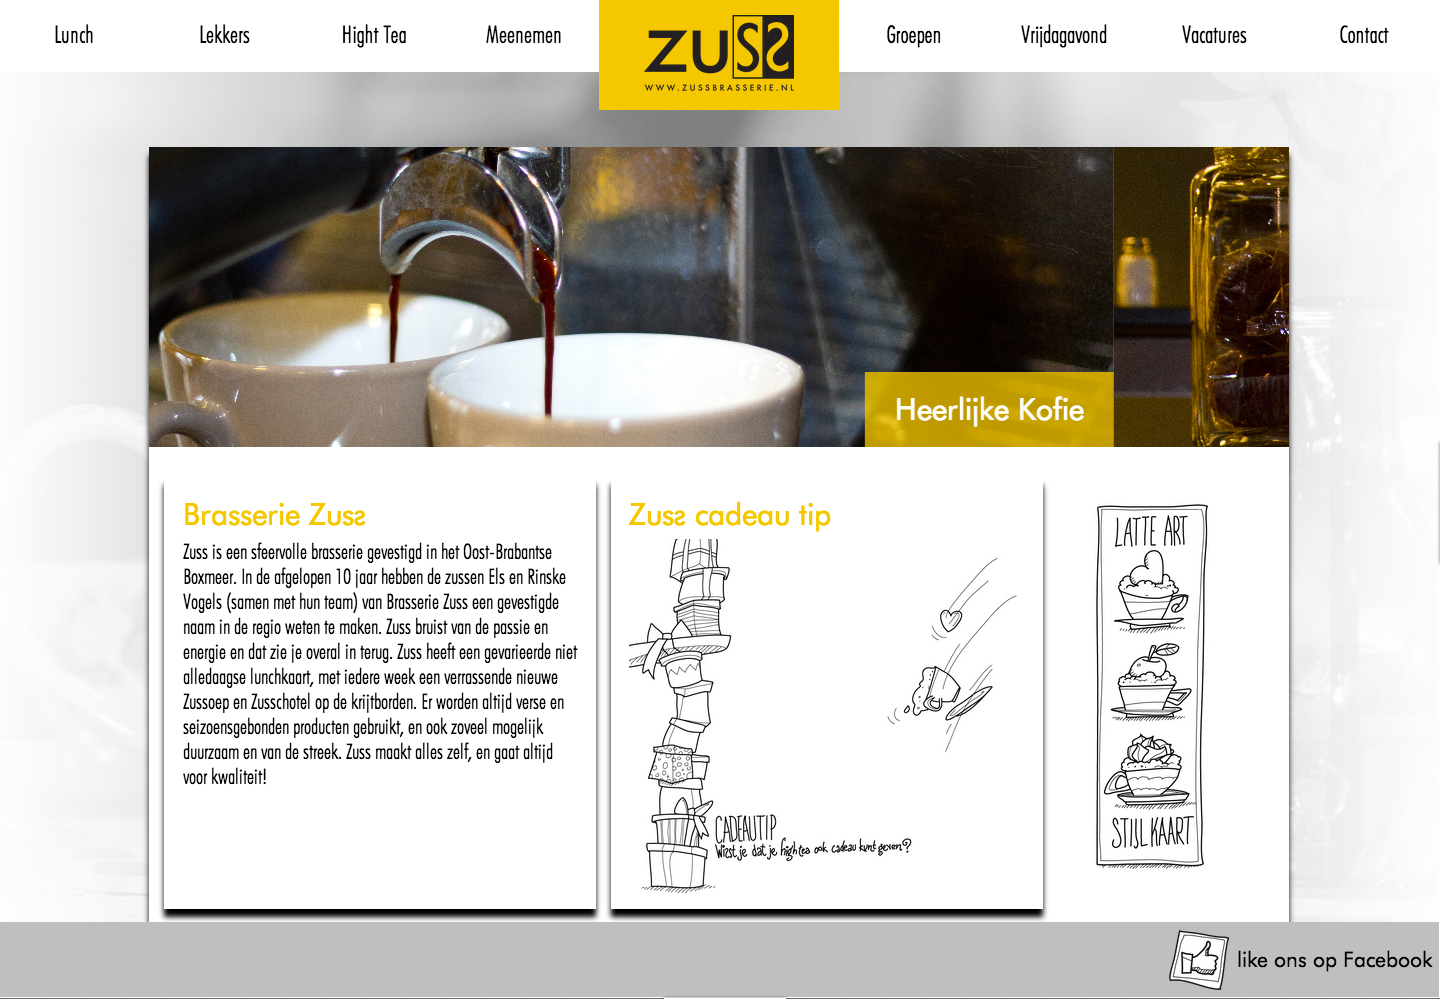 Lunch
Lekkers
Hight Tea
Meenemen
ZUSS
WWW.ZUSSBRASSERIE.NL
Groepen
Vrijdagavond
Vacatures
Contact
Heerlijke Kofie
Brasserie Zuss
Zuss is een sfeervolle brasserie gevestigd in het Oost-Brabantse
Boxmeer. In de afgelopen 10 jaar hebben de zussen Els en Rinske
Vogels (samen met hun team) van Brasserie Zuss een gevestigde
naam in de regio weten te maken. Zuss bruist van de passie en
energie en dat zie je overal in terug. Zuss heeft een gevarieerde niet
alledaagse lunchkaart, met iedere week een verrassende nieuwe
Zussoep en Zusschotel op de krijtborden. Er worden altijd verse en
seizoensgebonden producten gebruikt, en ook zoveel mogelijk
duurzaam en van de streek. Zuss maakt alles zelf, en gaat altijd
voor kwaliteit!
Zuss cadeau tip
CADEAUTIP
Wist je dat je high tea ook cadeau kunt geven?
LATTE ART
STIJL KAART
like ons op Facebook